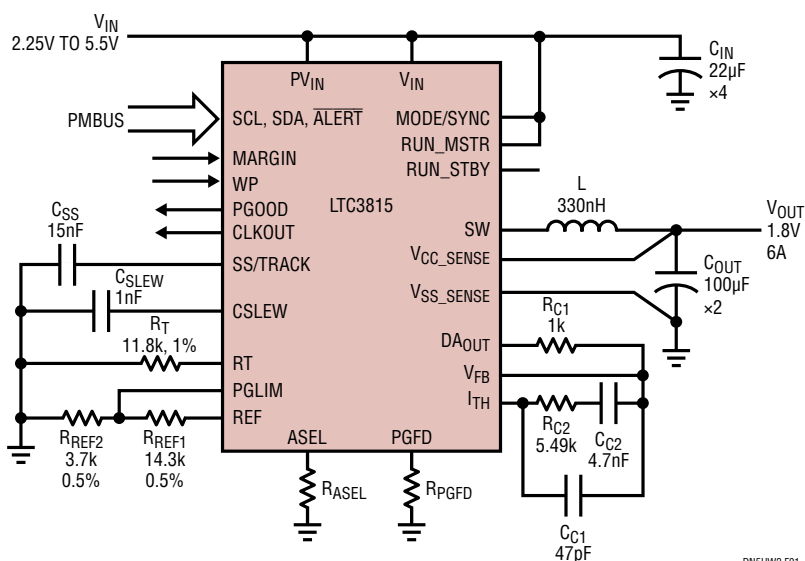 VIN
2.25V TO 5.5V
CIN
22µF
×4
PVIN
VIN
PMBUS
SCL, SDA, ALERT
MODE/SYNC
MARGIN
RUN_MSTR
WP
RUN_STBY
PGOOD
LTC3815
CLKOUT
SW
L
330nH
VOUT
1.8V
6A
CSS
15nF
SS/TRACK
VCC_SENSE
CSLEW
1nF
CSLEW
VSS_SENSE
COUT
100µF
×2
RT
11.8k, 1%
RT
DAOUT
RC1
1k
PGLIM
VFB
REF
ITH
RREF2
3.7k
0.5%
RREF1
14.3k
0.5%
ASEL
PGFD
RC2
5.49k
CC2
4.7nF
RASEL
RPGFD
CC1
47pF